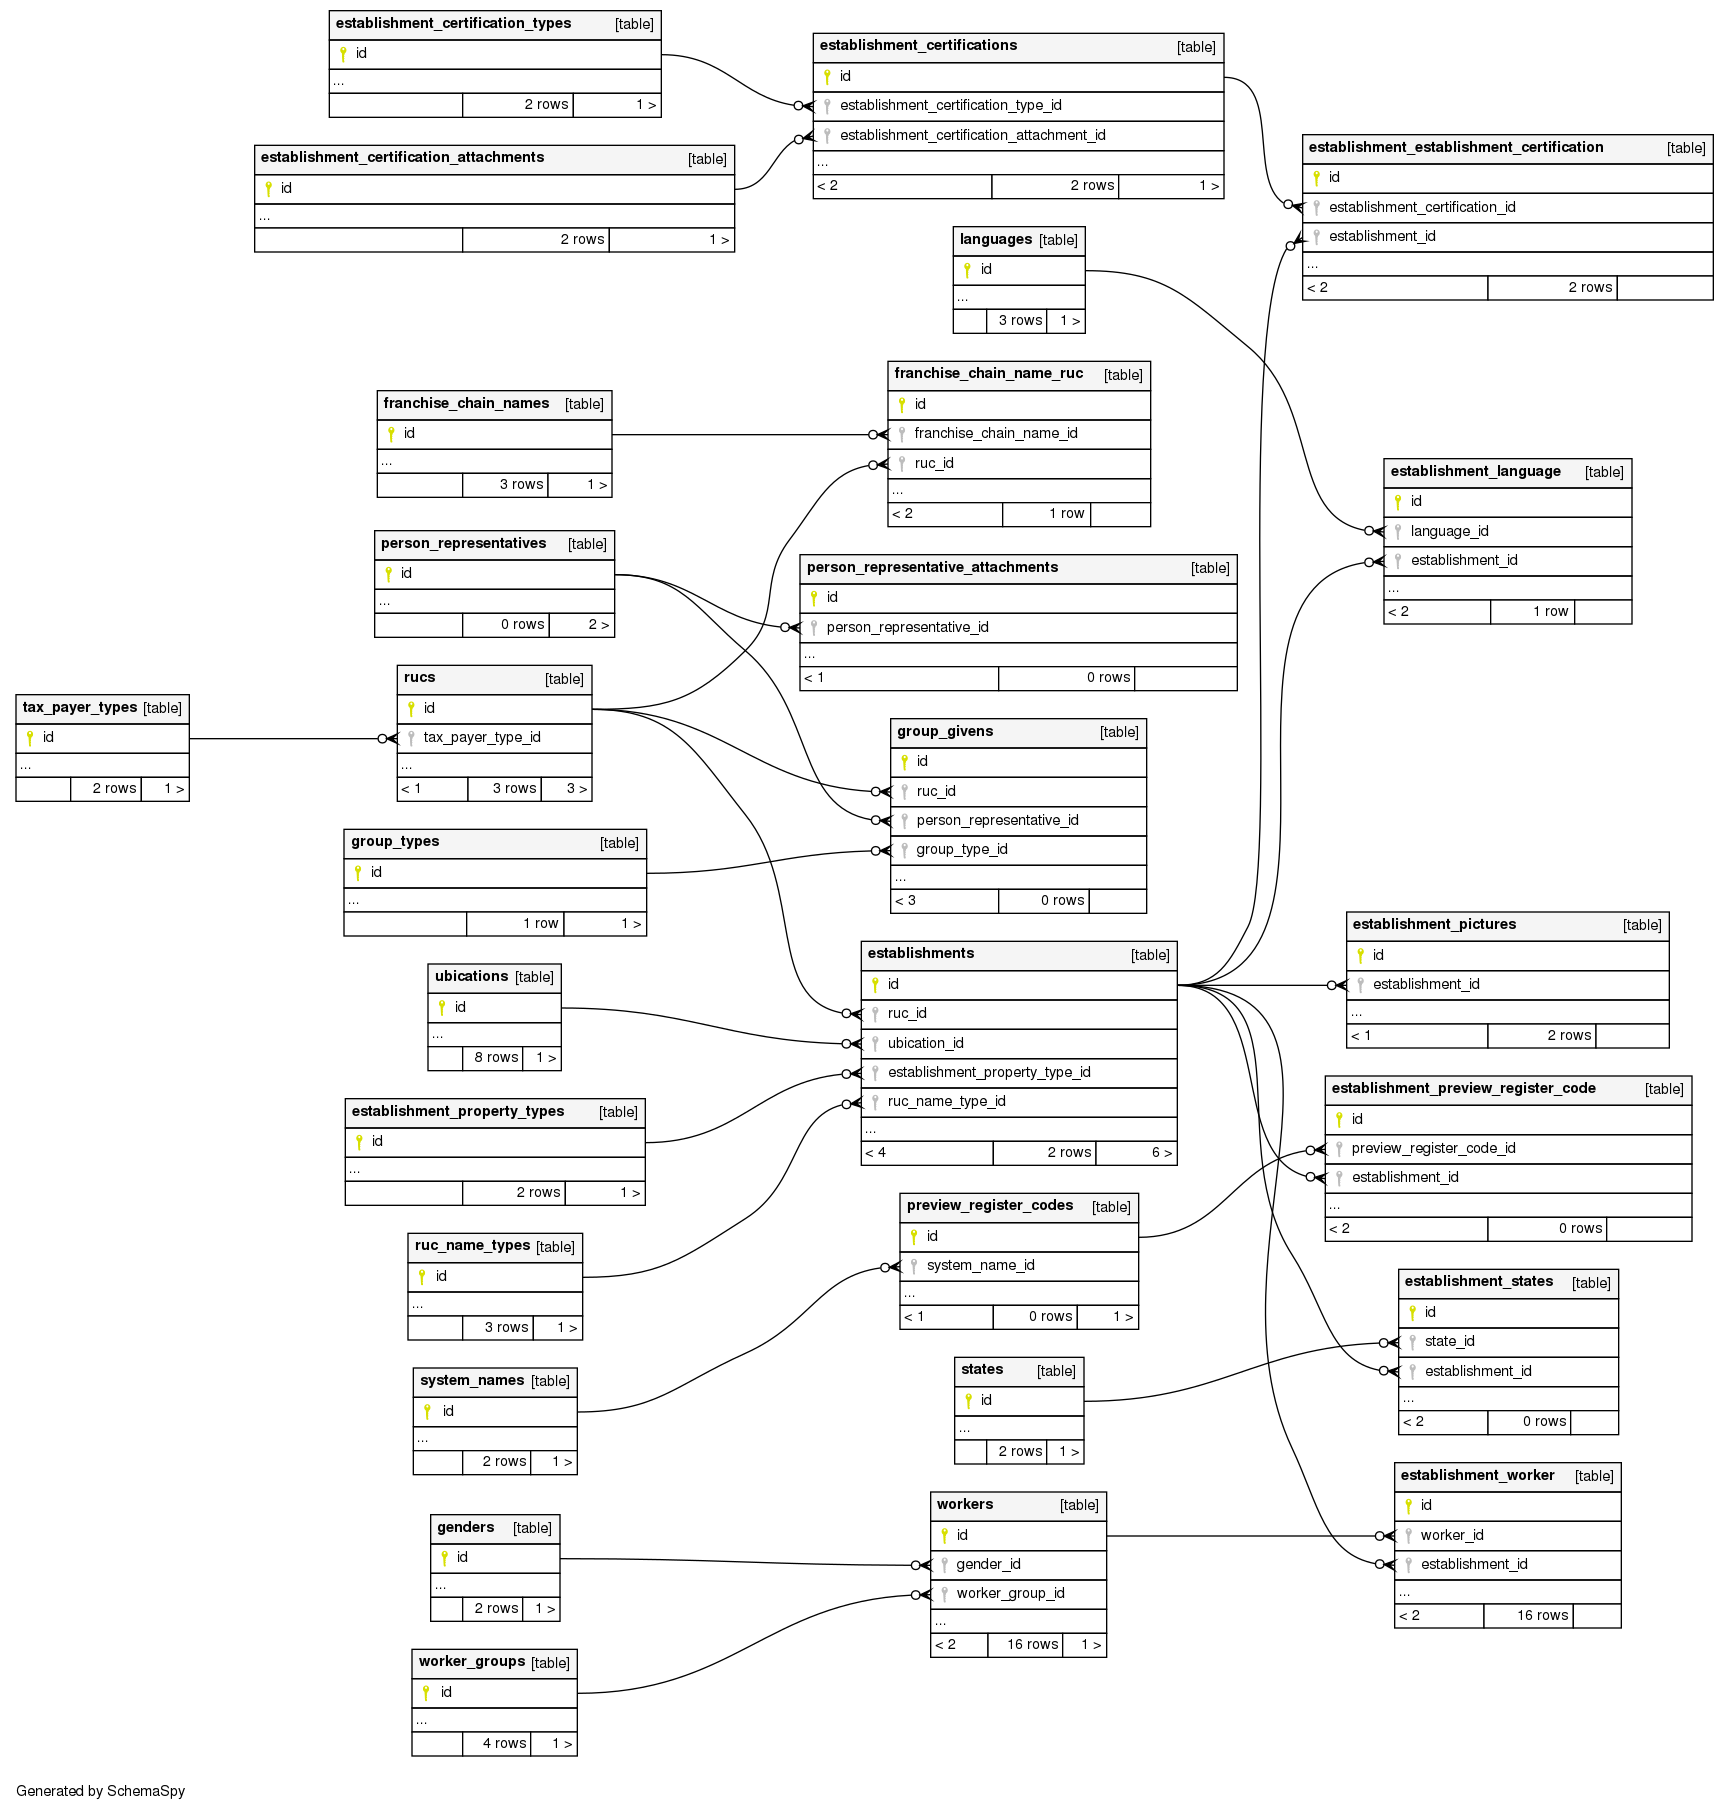 establishment_certification_types [table]
id
...
2 rows 1 >
establishment_certification_attachments [table]
id
...
2 rows 1 >
establishment_certifications [table]
id
establishment_certification_type_id
establishment_certification_attachment_id
...
< 2 2 rows 1 >
establishment_establishment_certification [table]
id
establishment_certification_id
establishment_id
...
< 2 2 rows
languages [table]
id
...
3 rows 1 >
franchise_chain_names [table]
id
...
3 rows 1 >
franchise_chain_name_ruc [table]
id
franchise_chain_name_id
ruc_id
...
< 2 1 row
establishment_language [table]
id
language_id
establishment_id
...
< 2 1 row
person_representatives [table]
id
...
0 rows 2 >
person_representative_attachments [table]
id
person_representative_id
...
< 1 0 rows
tax_payer_types [table]
id
...
2 rows 1 >
rucs [table]
id
tax_payer_type_id
...
< 1 3 rows 3 >
group_givens [table]
id
ruc_id
person_representative_id
group_type_id
...
< 3 0 rows
group_types [table]
id
...
1 row 1 >
ubications [table]
id
...
8 rows 1 >
establishments [table]
id
ruc_id
ubication_id
establishment_property_type_id
ruc_name_type_id
...
< 4 2 rows 6 >
establishment_pictures [table]
id
establishment_id
...
< 1 2 rows
establishment_property_types [table]
id
...
2 rows 1 >
establishment_preview_register_code [table]
id
preview_register_code_id
establishment_id
...
< 2 0 rows
ruc_name_types [table]
id
...
3 rows 1 >
preview_register_codes [table]
id
system_name_id
...
< 1 0 rows 1 >
establishment_states [table]
id
state_id
establishment_id
...
< 2 0 rows
system_names [table]
id
...
2 rows 1 >
states [table]
id
...
2 rows 1 >
establishment_worker [table]
id
worker_id
establishment_id
...
< 2 16 rows
genders [table]
id
...
2 rows 1 >
workers [table]
id
gender_id
worker_group_id
...
< 2 16 rows 1 >
worker_groups [table]
id
...
4 rows 1 >
Generated by SchemaSpy